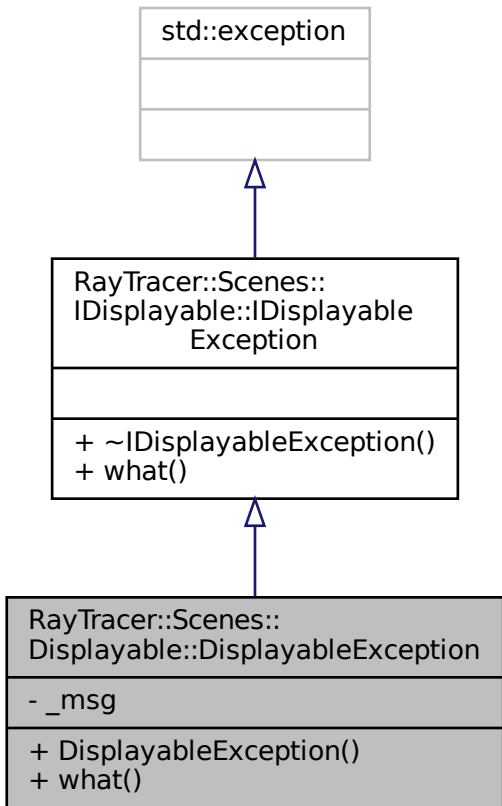 std::exception
RayTracer::Scenes::
IDisplayable::IDisplayable
Exception
+ ~IDisplayableException()
+ what()
RayTracer::Scenes::
Displayable::DisplayableException
- _msg
+ DisplayableException()
+ what()